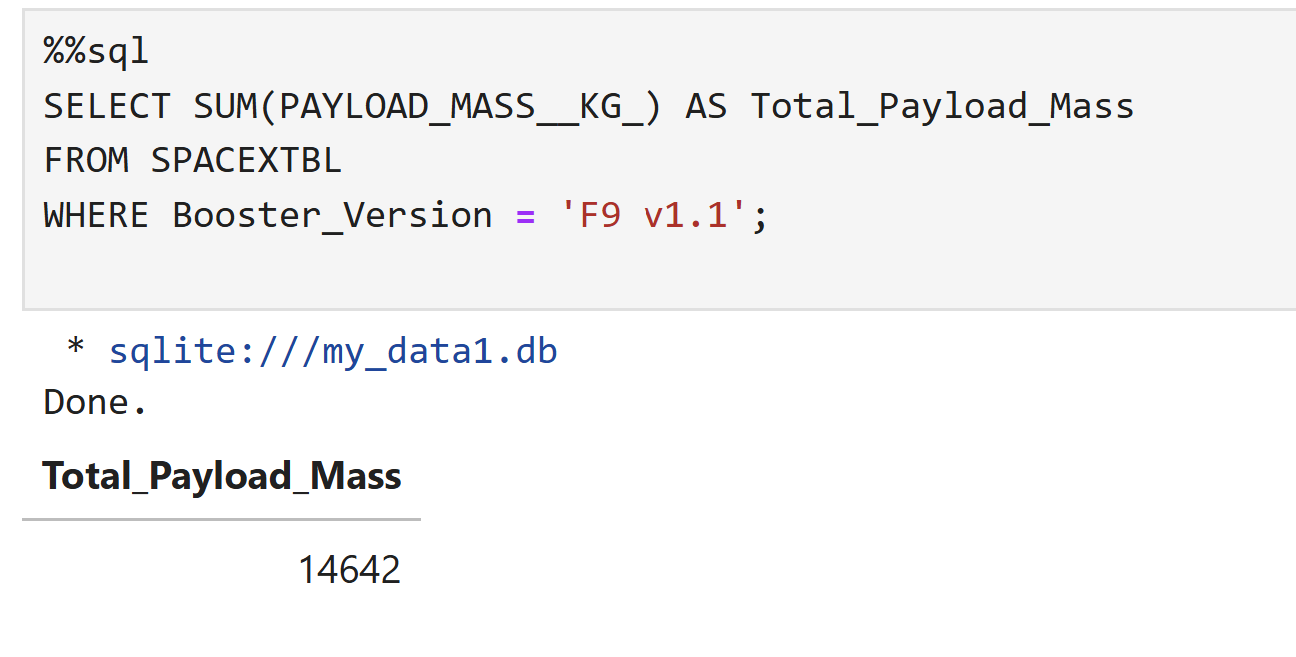 %%sql
SELECT SUM(PAYLOAD_MASS__KG_) AS Total_Payload_Mass
FROM SPACEXTBL
WHERE Booster_Version = 'F9 v1.1';
* sqlite:///my_data1.db
Done.
Total_Payload_Mass
14642